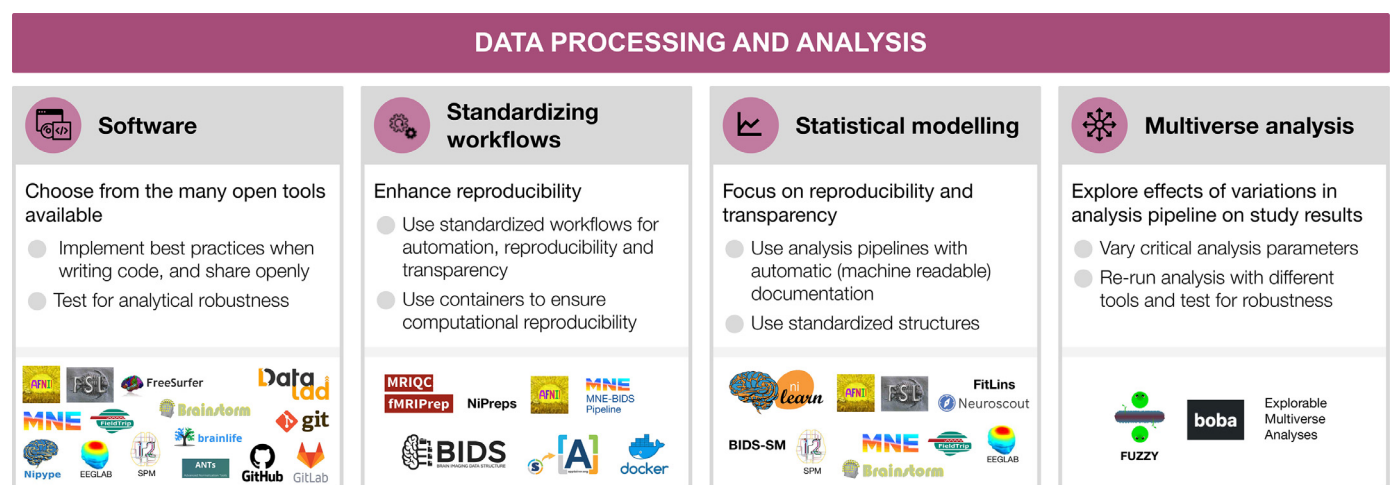 DATA PROCESSING AND ANALYSIS
Software
Choose from the many open tools
available
Implement best practices when
writing code, and share openly
Test for analytical robustness
AFNI
FSL
FreeSurfer
DataLad
MNE
FieldTrip
Brainstorm
git
Nipype
EEGLAB
SPM
brainlife
ANTs
GitHub
GitLab
Standardizing
workflows
Enhance reproducibility
Use standardized workflows for
automation, reproducibility and
transparency
Use containers to ensure
computational reproducibility
MRIQC
fMRIPrep
NiPreps
AFNI
MNE
MNE-BIDS
Pipeline
BIDS
BRAIN IMAGING DATA STRUCTURE
S
[A]
docker
Statistical modelling
Focus on reproducibility and
transparency
Use analysis pipelines with
automatic (machine readable)
documentation
Use standardized structures
ni
learn
AFNI
FSL
FitLins
Neuroscout
BIDS-SM
SPM
MNE
FieldTrip
EEGLAB
Brainstorm
Multiverse analysis
Explore effects of variations in
analysis pipeline on study results
Vary critical analysis parameters
Re-run analysis with different
tools and test for robustness
FUZZY
boba
Explorable
Multiverse
Analyses